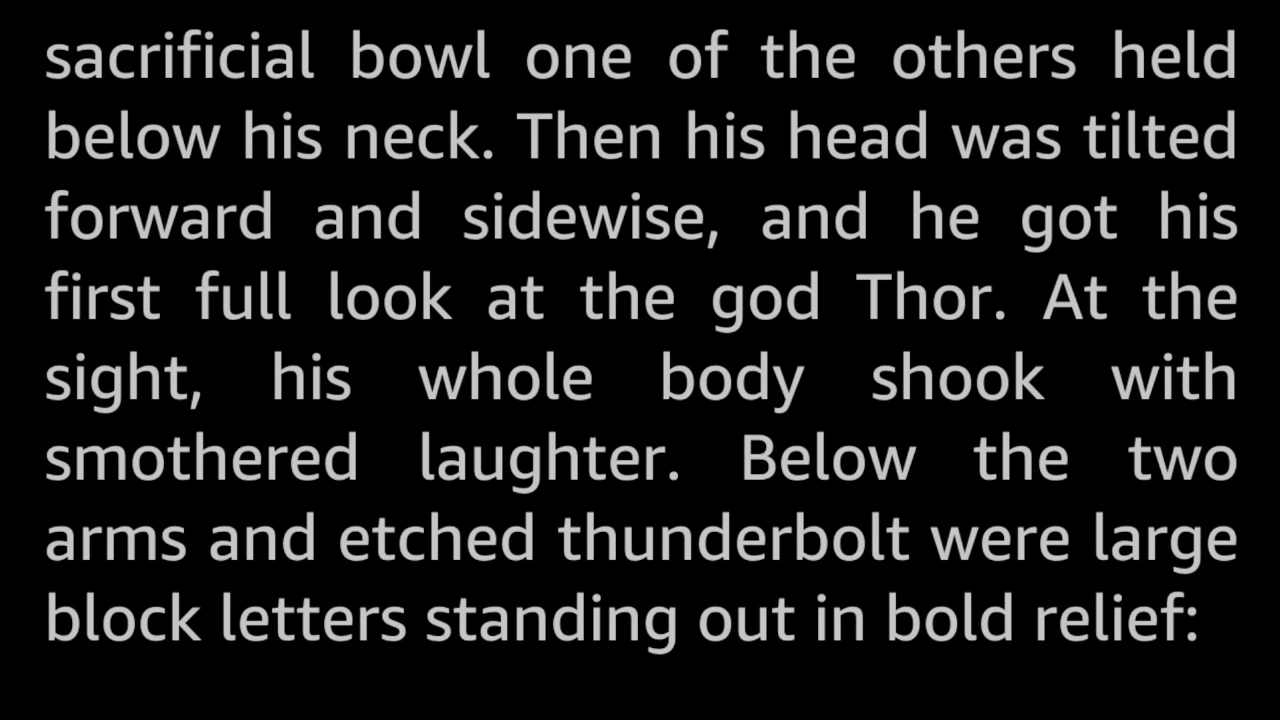 sacrificial bowl one of the others held
below his neck. Then his head was tilted
forward and sidewise, and he got his
first full look at the god Thor. At the
sight, his whole body shook with
smothered laughter. Below the two
arms and etched thunderbolt were large
block letters standing out in bold relief: